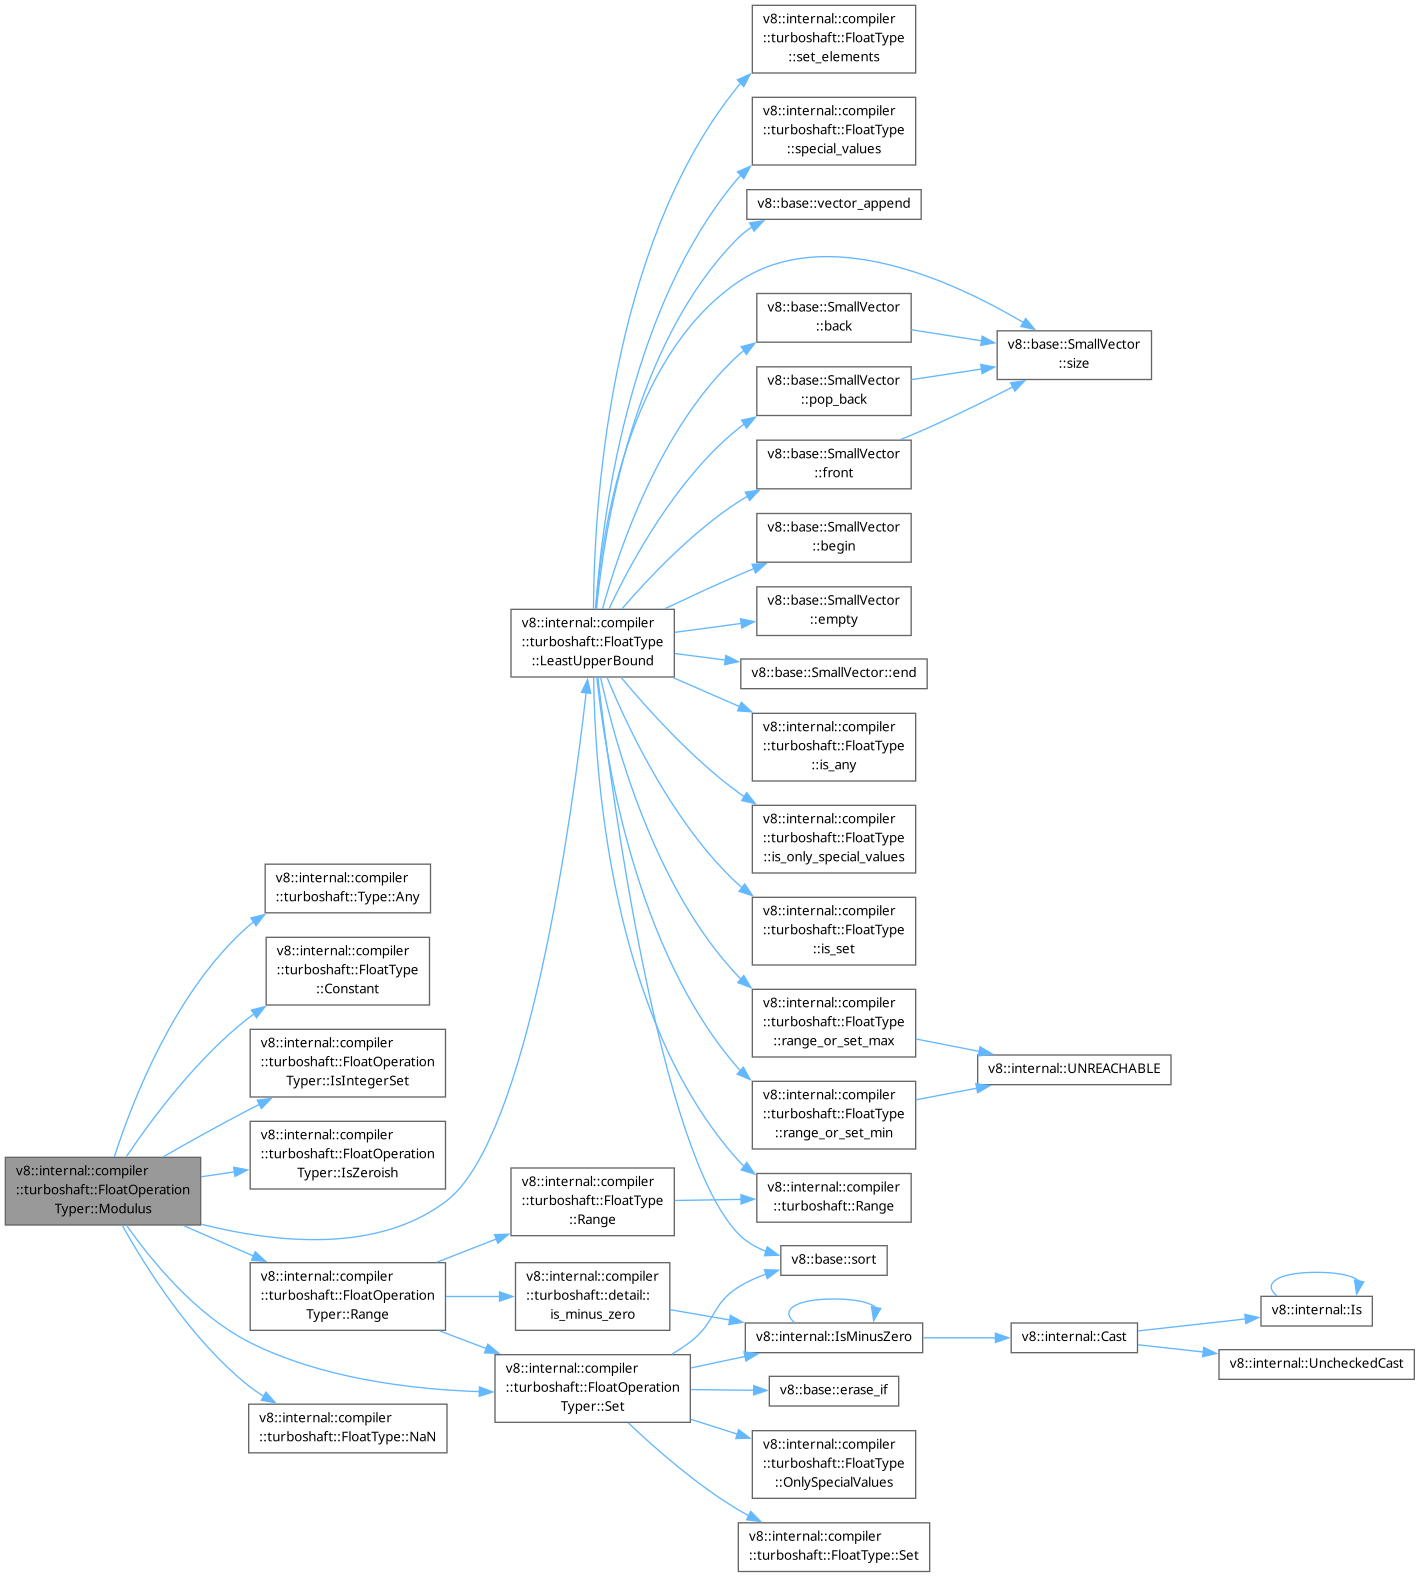 v8::internal::compiler
::turboshaft::FloatOperation
Typer::Modulus
v8::internal::compiler
::turboshaft::Type::Any
v8::internal::compiler
::turboshaft::FloatType
::Constant
v8::internal::compiler
::turboshaft::FloatOperation
Typer::IsIntegerSet
v8::internal::compiler
::turboshaft::FloatOperation
Typer::IsZeroish
v8::internal::compiler
::turboshaft::FloatOperation
Typer::Range
v8::internal::compiler
::turboshaft::FloatType::NaN
v8::internal::compiler
::turboshaft::FloatType
::LeastUpperBound
v8::internal::compiler
::turboshaft::FloatType
::Range
v8::internal::compiler
::turboshaft::detail::
is_minus_zero
v8::internal::compiler
::turboshaft::FloatOperation
Typer::Set
v8::internal::compiler
::turboshaft::FloatType
::set_elements
v8::internal::compiler
::turboshaft::FloatType
::special_values
v8::base::vector_append
v8::base::SmallVector
::back
v8::base::SmallVector
::pop_back
v8::base::SmallVector
::front
v8::base::SmallVector
::begin
v8::base::SmallVector
::empty
v8::base::SmallVector::end
v8::internal::compiler
::turboshaft::FloatType
::is_any
v8::internal::compiler
::turboshaft::FloatType
::is_only_special_values
v8::internal::compiler
::turboshaft::FloatType
::is_set
v8::internal::compiler
::turboshaft::FloatType
::range_or_set_max
v8::internal::compiler
::turboshaft::FloatType
::range_or_set_min
v8::internal::compiler
::turboshaft::Range
v8::base::sort
v8::internal::IsMinusZero
v8::base::erase_if
v8::internal::compiler
::turboshaft::FloatType
::OnlySpecialValues
v8::internal::compiler
::turboshaft::FloatType::Set
v8::base::SmallVector
::size
v8::internal::UNREACHABLE
v8::internal::Cast
v8::internal::Is
v8::internal::UncheckedCast